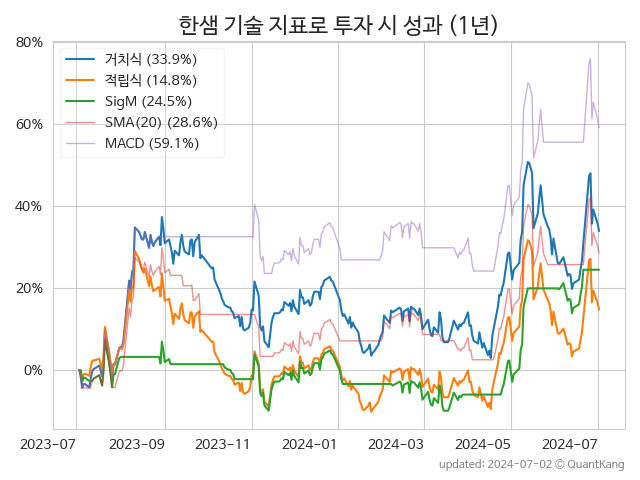 한샘 기술 지표로 투자 시 성과 (1년)
80%
60%
40%
20%
0%
거치식 (33.9%)
적립식 (14.8%)
SigM (24.5%)
SMA(20) (28.6%)
MACD (59.1%)
2023-07 2023-09 2023-11 2024-01 2024-03 2024-05 2024-07
updated: 2024-07-02 © QuantKang